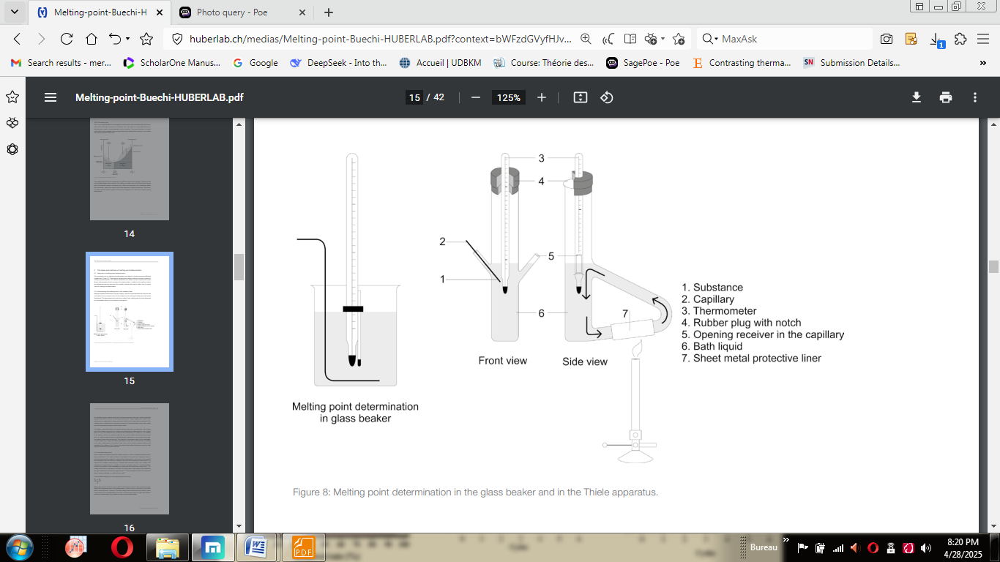 Melting-point-Buechi-H
Photo query - Poe
huberlab.ch/medias/Melting-point-Buechi-HUBERLAB.pdf?context=bWFzdGVyfHJv...
MaxAsk
1
Search results - mer...
ScholarOne Manus...
Google
DeepSeek - Into th...
Accueil | UDBKM
Course: Théorie des...
SagePoe - Poe
Contrasting therma...
SN
Submission Details...
»
Melting-point-Buechi-HUBERLAB.pdf
15 / 42
125%
14
15
16
3
4
2
5
1
6
7
1. Substance
2. Capillary
3. Thermometer
4. Rubber plug with notch
5. Opening receiver in the capillary
6. Bath liquid
7. Sheet metal protective liner
Front view
Side view
Melting point determination
in glass beaker
Figure 8: Melting point determination in the glass beaker and in the Thiele apparatus.
PDF
Bureau
»
8:20 PM
4/28/2025